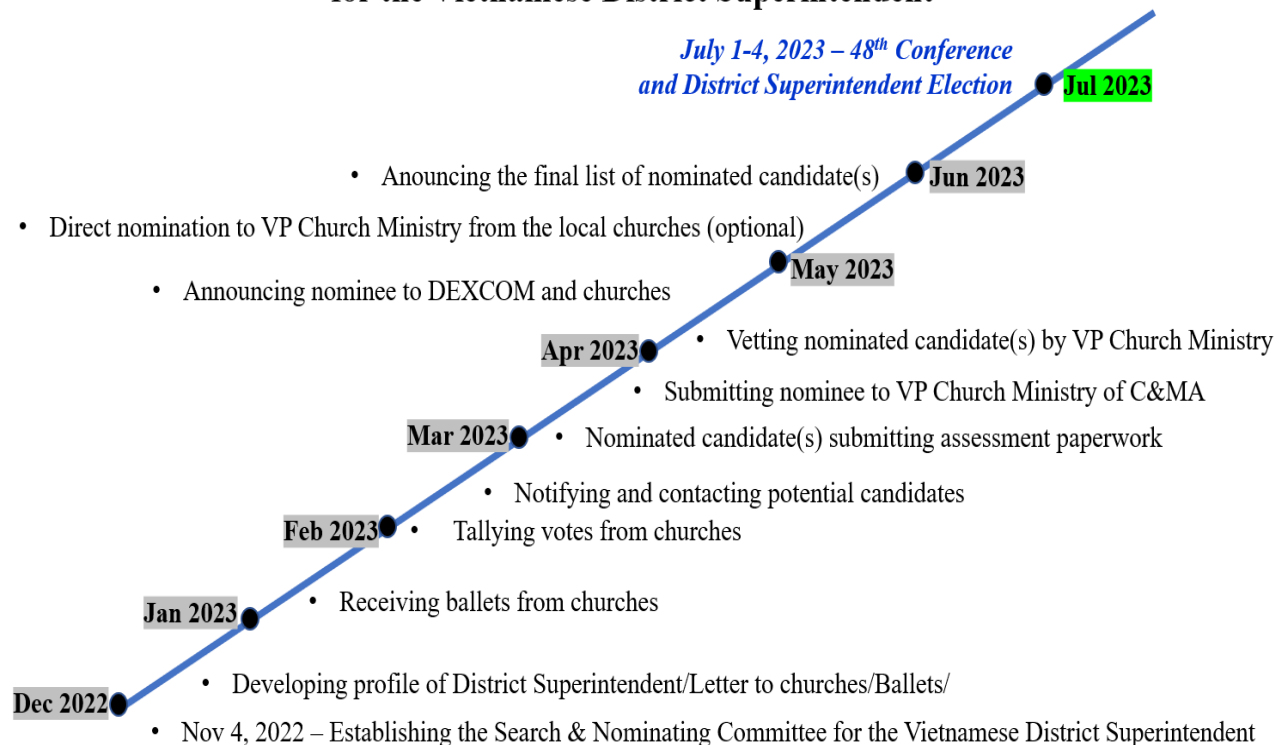 for the Vietnamese District Superintendent
July 1-4, 2023 – 48th Conference
and District Superintendent Election
Jul 2023
• Anouncing the final list of nominated candidate(s)
Jun 2023
• Direct nomination to VP Church Ministry from the local churches (optional)
May 2023
• Announcing nominee to DEXCOM and churches
• Vetting nominated candidate(s) by VP Church Ministry
Apr 2023
• Submitting nominee to VP Church Ministry of C&MA
Mar 2023
• Nominated candidate(s) submitting assessment paperwork
• Notifying and contacting potential candidates
Feb 2023
• Tallying votes from churches
• Receiving ballets from churches
Jan 2023
• Developing profile of District Superintendent/Letter to churches/Ballets/
Dec 2022
• Nov 4, 2022 – Establishing the Search & Nominating Committee for the Vietnamese District Superintendent